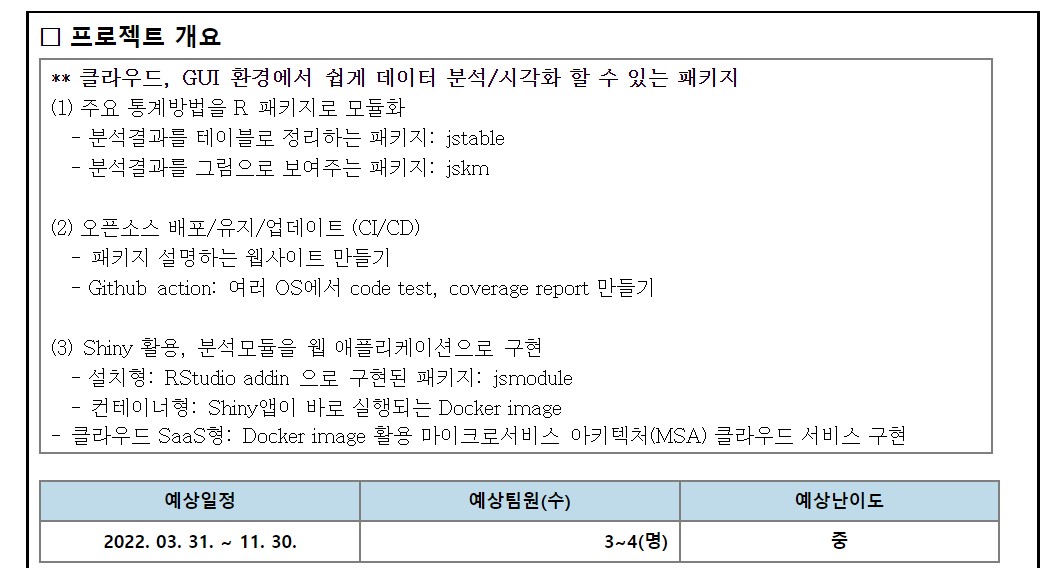 □ 프로젝트 개요
** 클라우드, GUI 환경에서 쉽게 데이터 분석/시각화 할 수 있는 패키지
(1) 주요 통계방법을 R 패키지로 모듈화
- 분석결과를 테이블로 정리하는 패키지: jstable
- 분석결과를 그림으로 보여주는 패키지: jskm
(2) 오픈소스 배포/유지/업데이트 (CI/CD)
- 패키지 설명하는 웹사이트 만들기
- Github action: 여러 OS에서 code test, coverage report 만들기
(3) Shiny 활용, 분석모듈을 웹 애플리케이션으로 구현
- 설치형: RStudio addin 으로 구현된 패키지: jsmodule
- 컨테이너형: Shiny앱이 바로 실행되는 Docker image
- 클라우드 SaaS형: Docker image 활용 마이크로서비스 아키텍처(MSA) 클라우드 서비스 구현
예상일정 예상팀원(수) 예상난이도
2022. 03. 31. ~ 11. 30. 3~4(명) 중